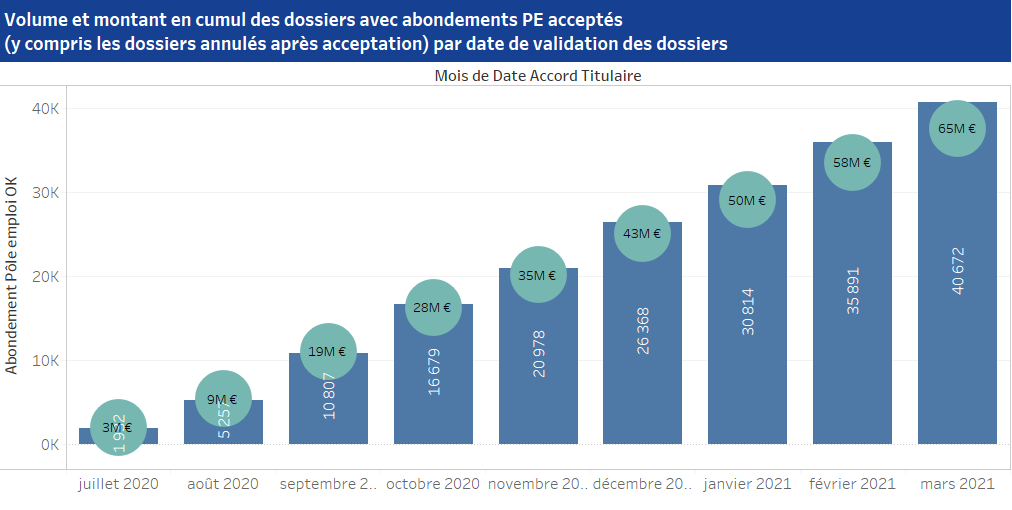 Volume et montant en cumul des dossiers avec abondements PE acceptés
(y compris les dossiers annulés après acceptation) par date de validation des dossiers
Mois de Date Accord Titulaire
Abondement Pôle emploi OK
40K
30K
20K
10K
0K
3M €
9M €
19M €
28M €
35M €
43M €
50M €
58M €
65M €
5 257
10 807
16 679
20 978
26 368
30 814
35 891
40 672
juillet 2020
août 2020
septembre 2..
octobre 2020
novembre 20..
décembre 20..
janvier 2021
février 2021
mars 2021